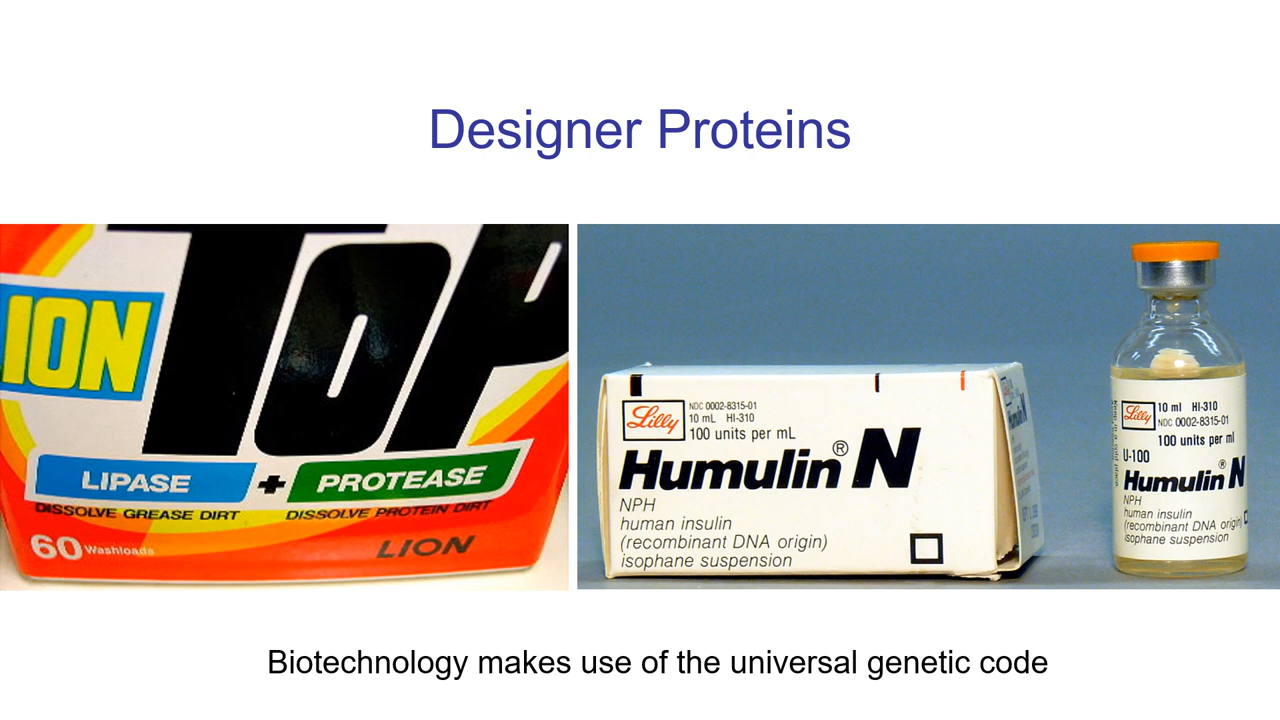 Designer Proteins
ION
TOP
LIPASE + PROTEASE
DISSOLVE GREASE DIRT DISSOLVE PROTEIN DIRT
60 Washloads
LION
Lilly
NDC 0002-8315-01
10 mL HI-310
100 units per mL
Humulin® N
NPH
human insulin
(recombinant DNA origin)
isophane suspension
Lilly
10 ml HI-310
NDC 0002-8315-01
100 units per ml
U-100
Humulin® N
NPH
human insulin
(recombinant DNA origin)
isophane suspension
Biotechnology makes use of the universal genetic code